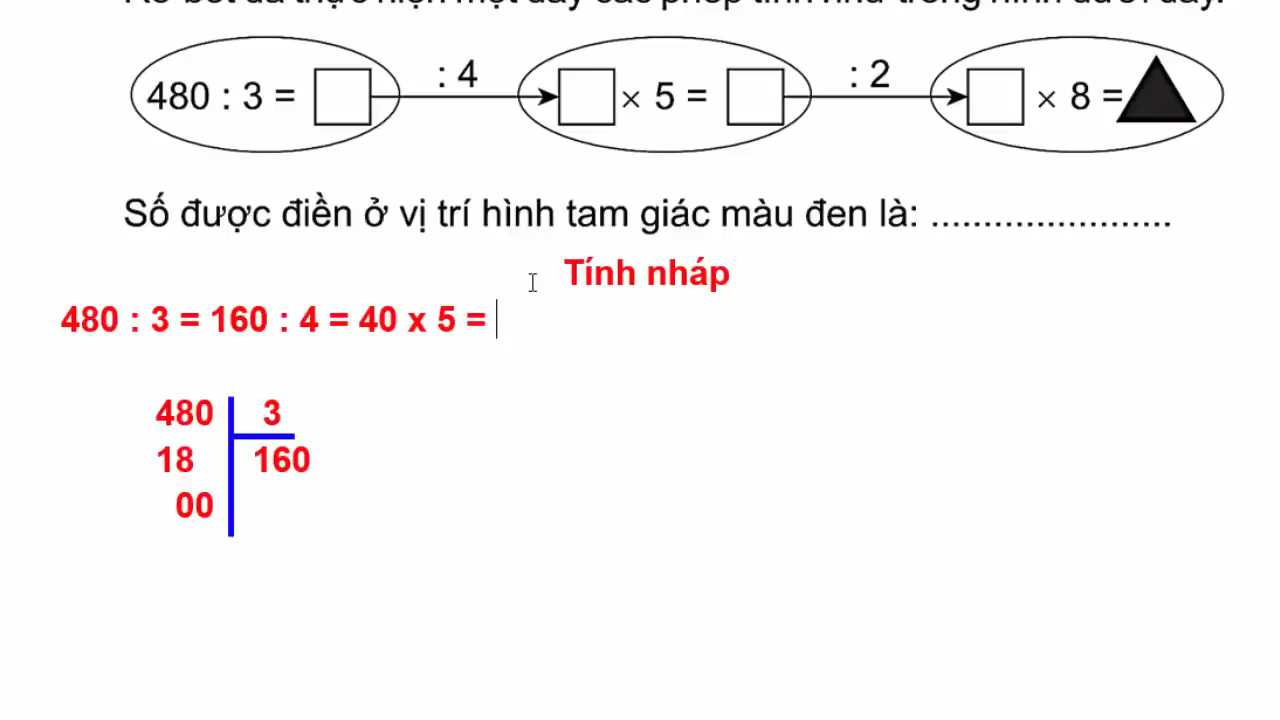 480 : 3 = : 4 × 5 = : 2 × 8 =
Số được điền ở vị trí hình tam giác màu đen là: .......................
Tính nháp
480 : 3 = 160 : 4 = 40 x 5 =
480 3
18 160
00